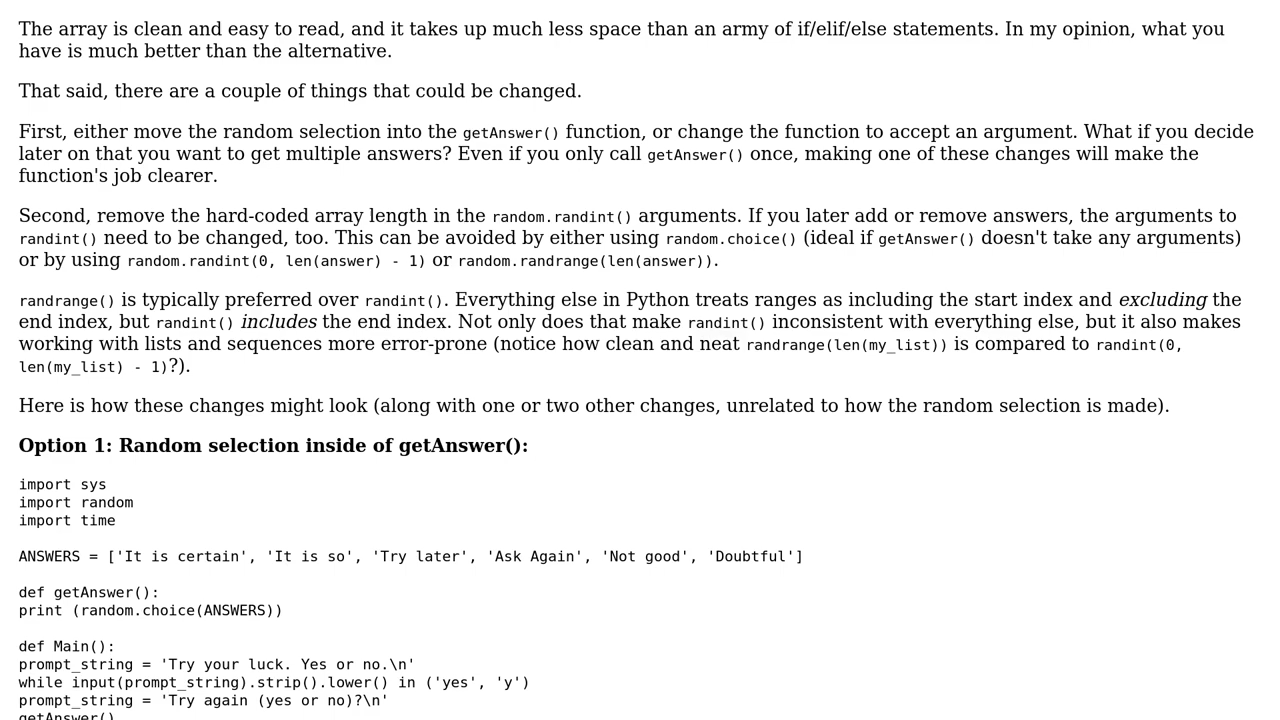 The array is clean and easy to read, and it takes up much less space than an army of if/elif/else statements. In my opinion, what you
have is much better than the alternative.
That said, there are a couple of things that could be changed.
First, either move the random selection into the getAnswer() function, or change the function to accept an argument. What if you decide
later on that you want to get multiple answers? Even if you only call getAnswer() once, making one of these changes will make the
function's job clearer.
Second, remove the hard-coded array length in the random.randint() arguments. If you later add or remove answers, the arguments to
randint() need to be changed, too. This can be avoided by either using random.choice() (ideal if getAnswer() doesn't take any arguments)
or by using random.randint(0, len(answer) - 1) or random.randrange(len(answer)).
randrange() is typically preferred over randint(). Everything else in Python treats ranges as including the start index and excluding the
end index, but randint() includes the end index. Not only does that make randint() inconsistent with everything else, but it also makes
working with lists and sequences more error-prone (notice how clean and neat randrange(len(my_list)) is compared to randint(0,
len(my_list) - 1)?).
Here is how these changes might look (along with one or two other changes, unrelated to how the random selection is made).
Option 1: Random selection inside of getAnswer():
import sys
import random
import time
ANSWERS = ['It is certain', 'It is so', 'Try later', 'Ask Again', 'Not good', 'Doubtful']
def getAnswer():
print (random.choice(ANSWERS))
def Main():
prompt_string = 'Try your luck. Yes or no.\n'
while input(prompt_string).strip().lower() in ('yes', 'y')
prompt_string = 'Try again (yes or no)?\n'
getAnswer()